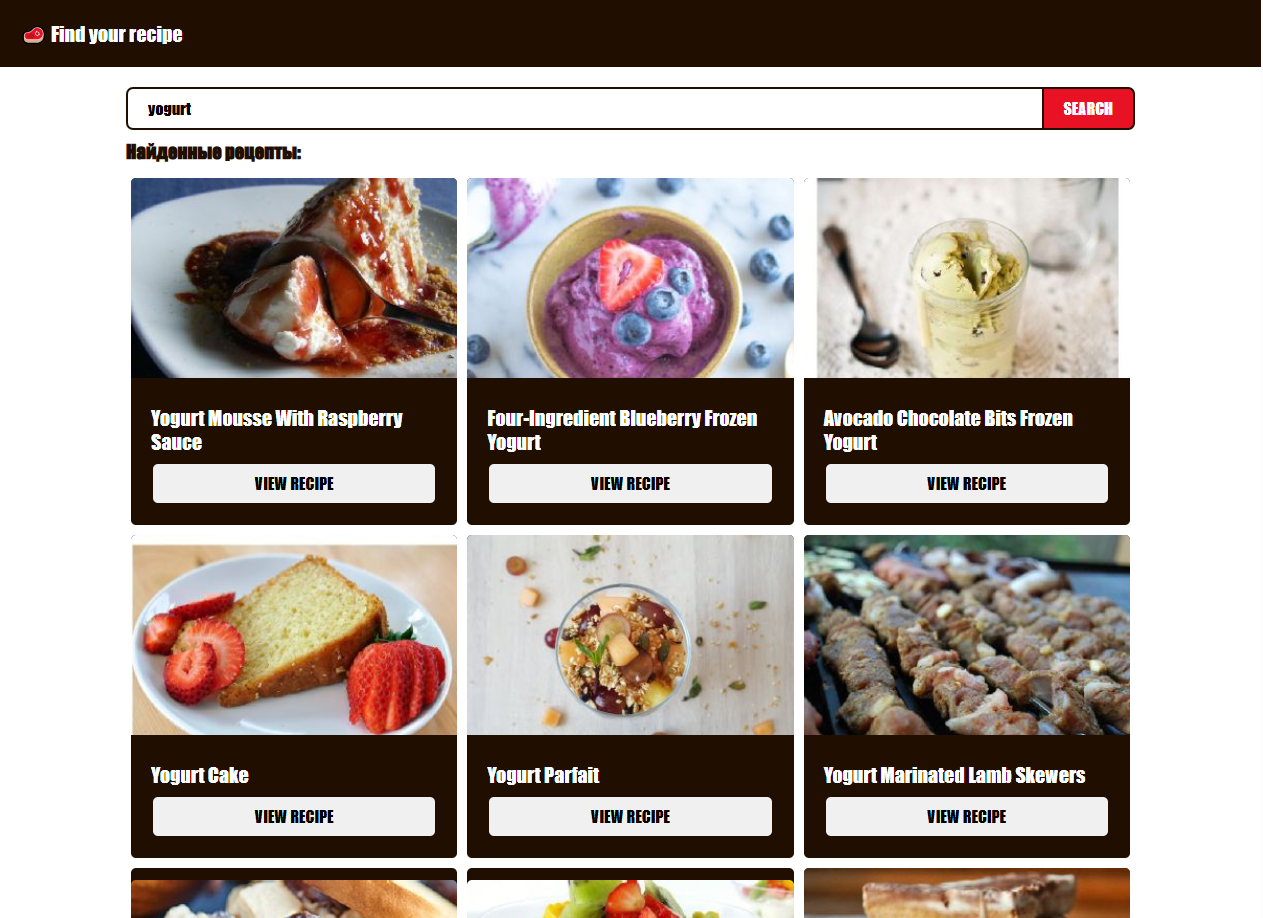 Find your recipe
yogurt
SEARCH
Найденные рецепты:
Yogurt Mousse With Raspberry
Sauce
VIEW RECIPE
Four-Ingredient Blueberry Frozen
Yogurt
VIEW RECIPE
Avocado Chocolate Bits Frozen
Yogurt
VIEW RECIPE
Yogurt Cake
VIEW RECIPE
Yogurt Parfait
VIEW RECIPE
Yogurt Marinated Lamb Skewers
VIEW RECIPE